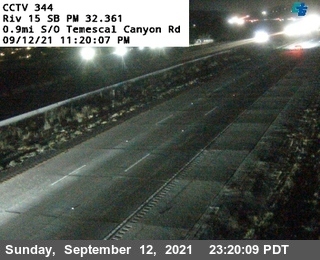 CCTV 344
Riv 15 SB PM 32.361
0.9mi S/O Temescal Canyon Rd
09/12/21 11:20:07 PM
Sunday, September 12, 2021 23:20:09 PDT